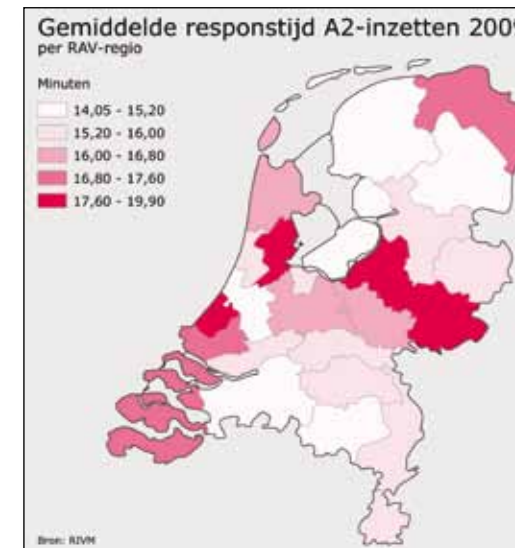 Gemiddelde responstijd A2-inzetten 2009
per RAV-regio
Minuten
14,05 - 15,20
15,20 - 16,00
16,00 - 16,80
16,80 - 17,60
17,60 - 19,90
Bron: RIVM